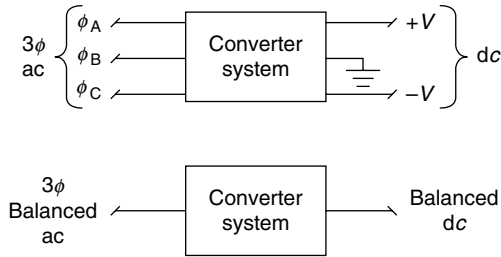 3ϕ
ac
ϕA
ϕB
ϕC
Converter
system
+V
−V
dc
3ϕ
Balanced
ac
Converter
system
Balanced
dc